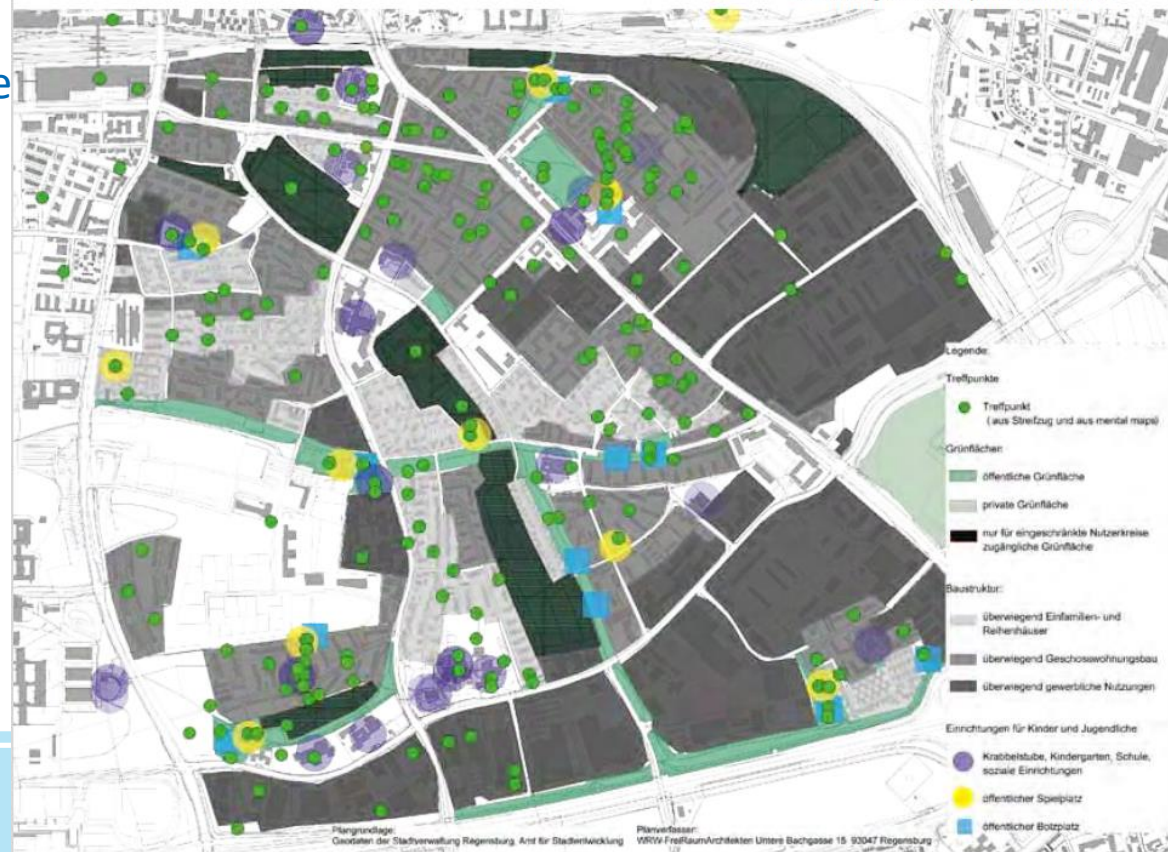 e
Legende:
Treffpunkte
Treffpunkt
( aus Streifzug und aus mental maps)
Grünflächen:
öffentliche Grünfläche
private Grünfläche
nur für eingeschränkte Nutzerkreise
zugängliche Grünfläche
Baustruktur:
überwiegend Einfamilien- und
Reihenhäuser
überwiegend Geschosswohnungsbau
überwiegend gewerbliche Nutzungen
Einrichtungen für Kinder und Jugendliche
Krabbelstube, Kindergarten, Schule,
soziale Einrichtungen
öffentlicher Spielplatz
öffentlicher Bolzplatz
Plangrundlage:
Geodaten der Stadtverwaltung Regensburg, Amt für Stadtentwicklung
Planverfasser:
WRW-FreiRaumArchitekten Untere Bachgasse 15 93047 Regensburg